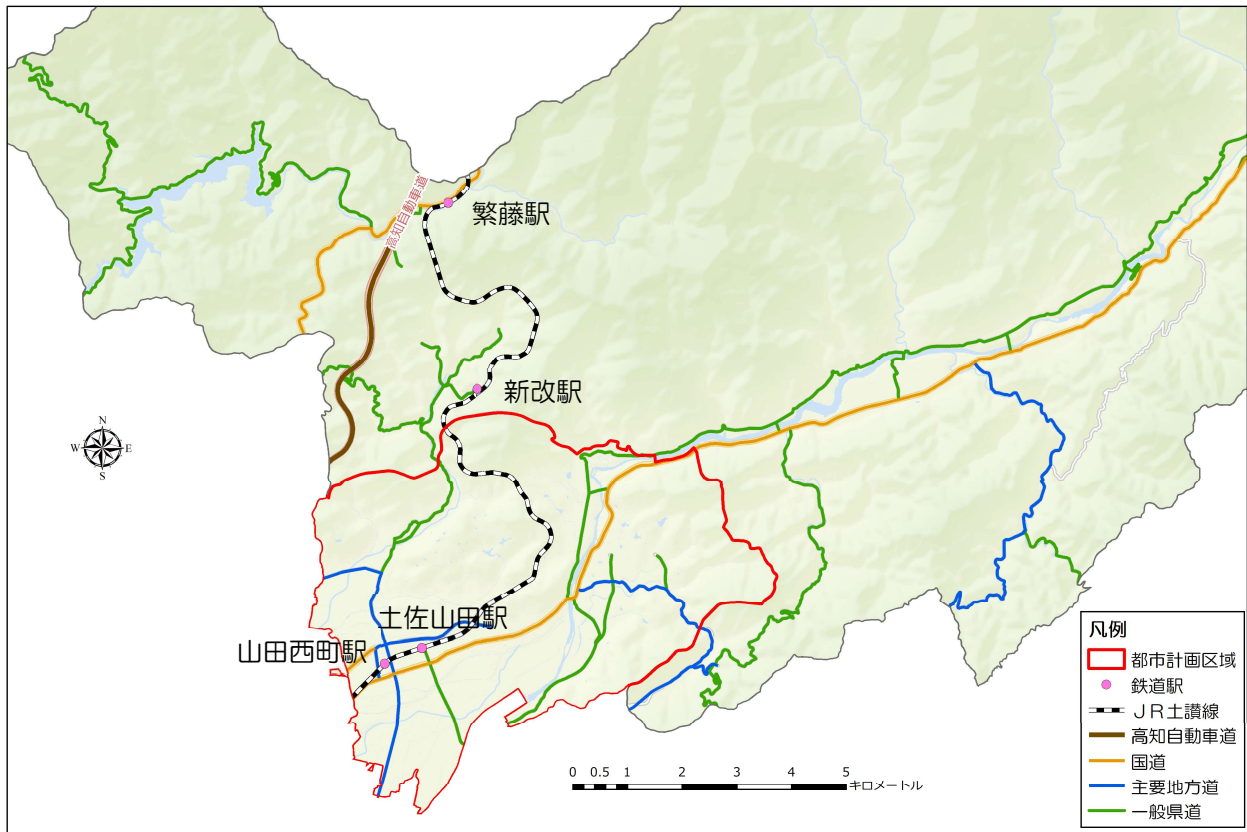 高知自動車道
繁藤駅
新改駅
N
W
E
S
土佐山田駅
山田西町駅
0 0.5 1 2 3 4 5
キロメートル
凡例
都市計画区域
鉄道駅
ＪＲ土讃線
高知自動車道
国道
主要地方道
一般県道